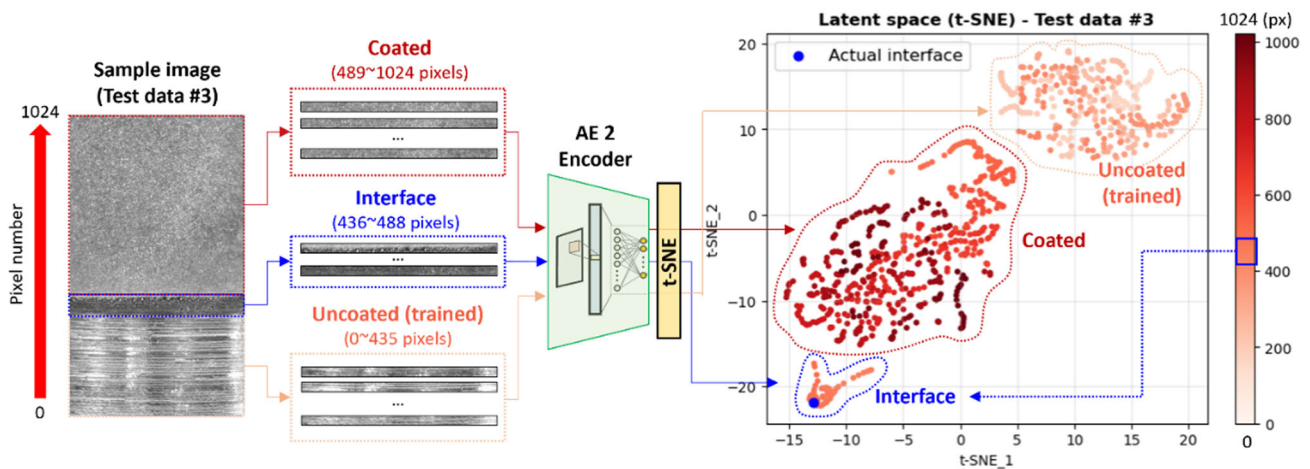 Sample image
(Test data #3)
1024
Pixel number
0
Coated
(489~1024 pixels)
...
Interface
(436~488 pixels)
...
Uncoated (trained)
(0~435 pixels)
...
AE 2
Encoder
t-SNE
Latent space (t-SNE) - Test data #3
Actual interface
t-SNE_2
20
10
0
−10
−20
−15
−10
−5
0
5
10
15
20
t-SNE_1
Uncoated
(trained)
Coated
Interface
1024 (px)
1000
800
600
400
200
0
0